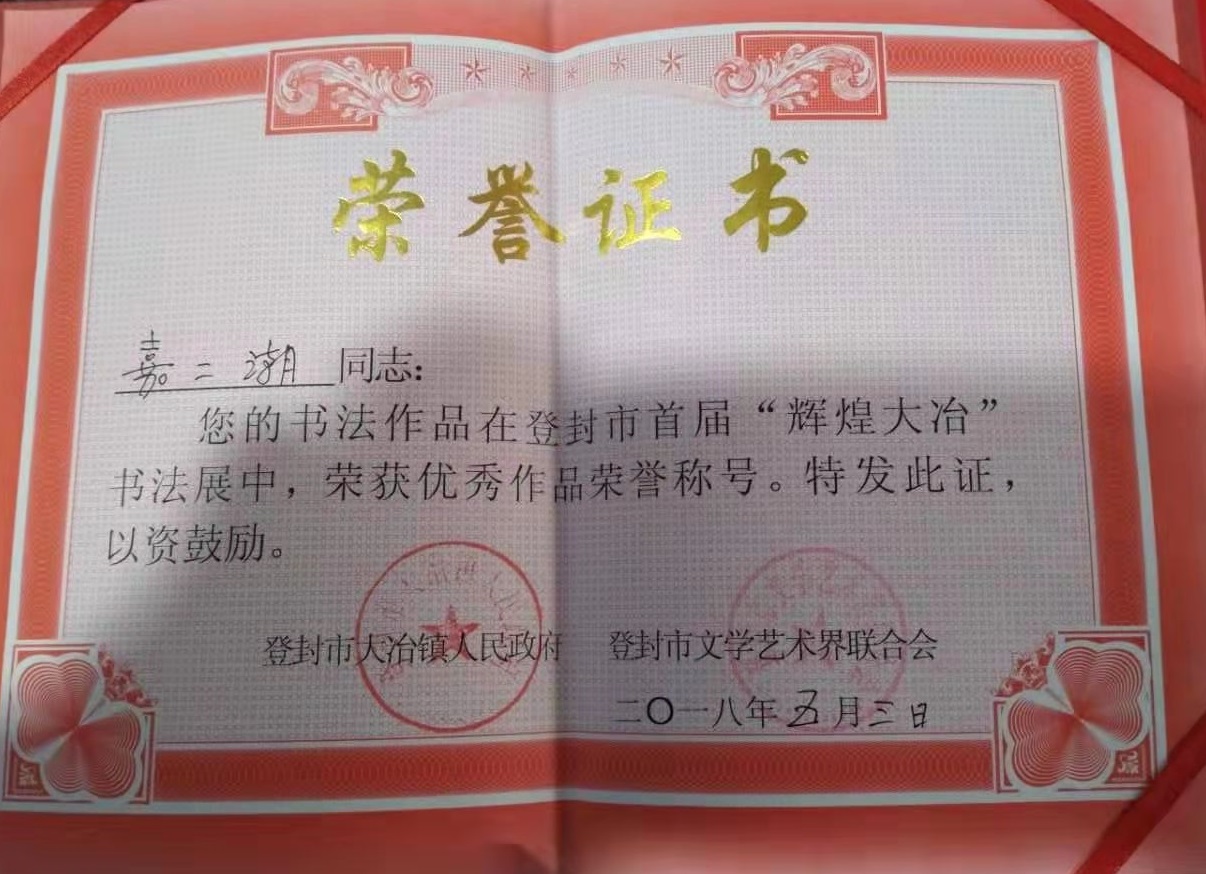 荣誉证书
嘉二潮 同志：
您的书法作品在登封市首届“辉煌大冶”
书法展中，荣获优秀作品荣誉称号。特发此证，
以资鼓励。
登封市大冶镇人民政府 登封市文学艺术界联合会
二〇一八年五月三日